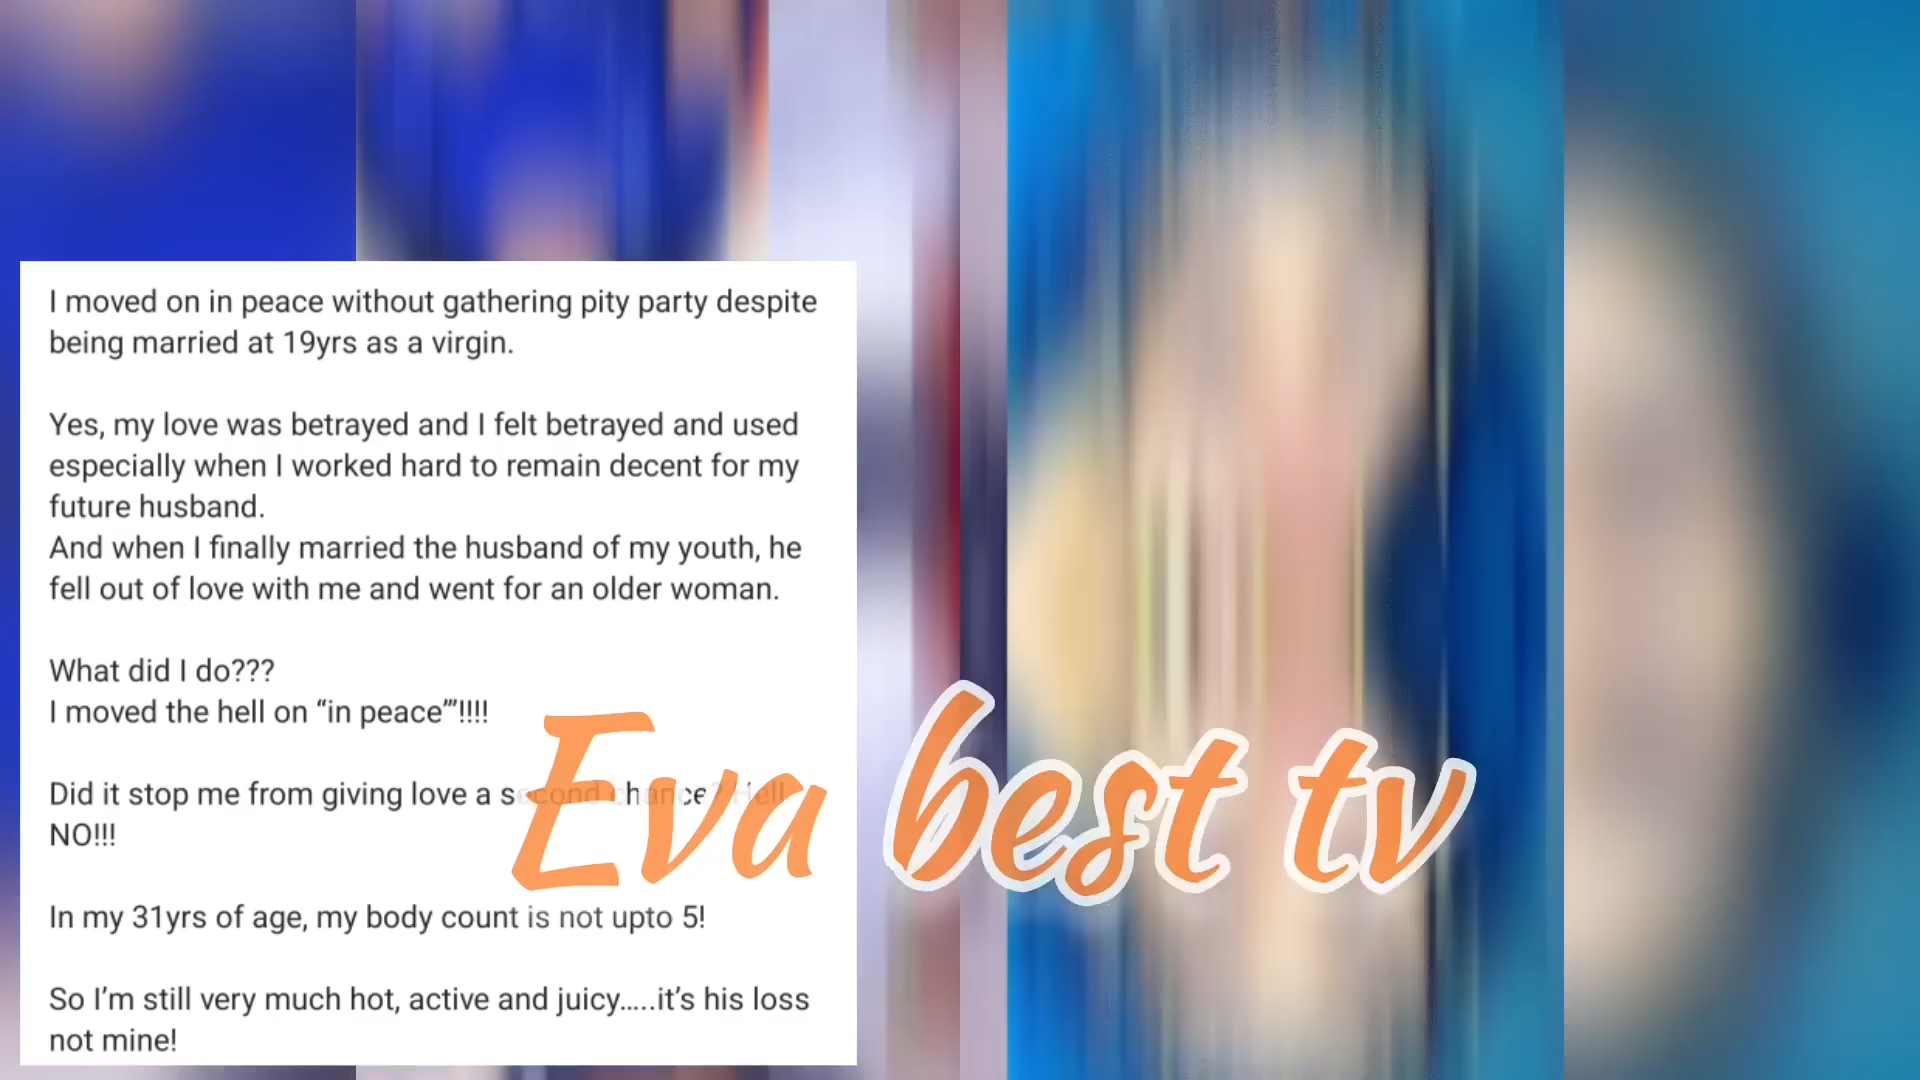 I moved on in peace without gathering pity party despite
being married at 19yrs as a virgin.
Yes, my love was betrayed and I felt betrayed and used
especially when I worked hard to remain decent for my
future husband.
And when I finally married the husband of my youth, he
fell out of love with me and went for an older woman.
What did I do???
I moved the hell on “in peace”’!!!!
Did it stop me from giving love a second chance? Hell
NO!!!
Eva best tv
In my 31yrs of age, my body count is not upto 5!
So I’m still very much hot, active and juicy.....it’s his loss
not mine!